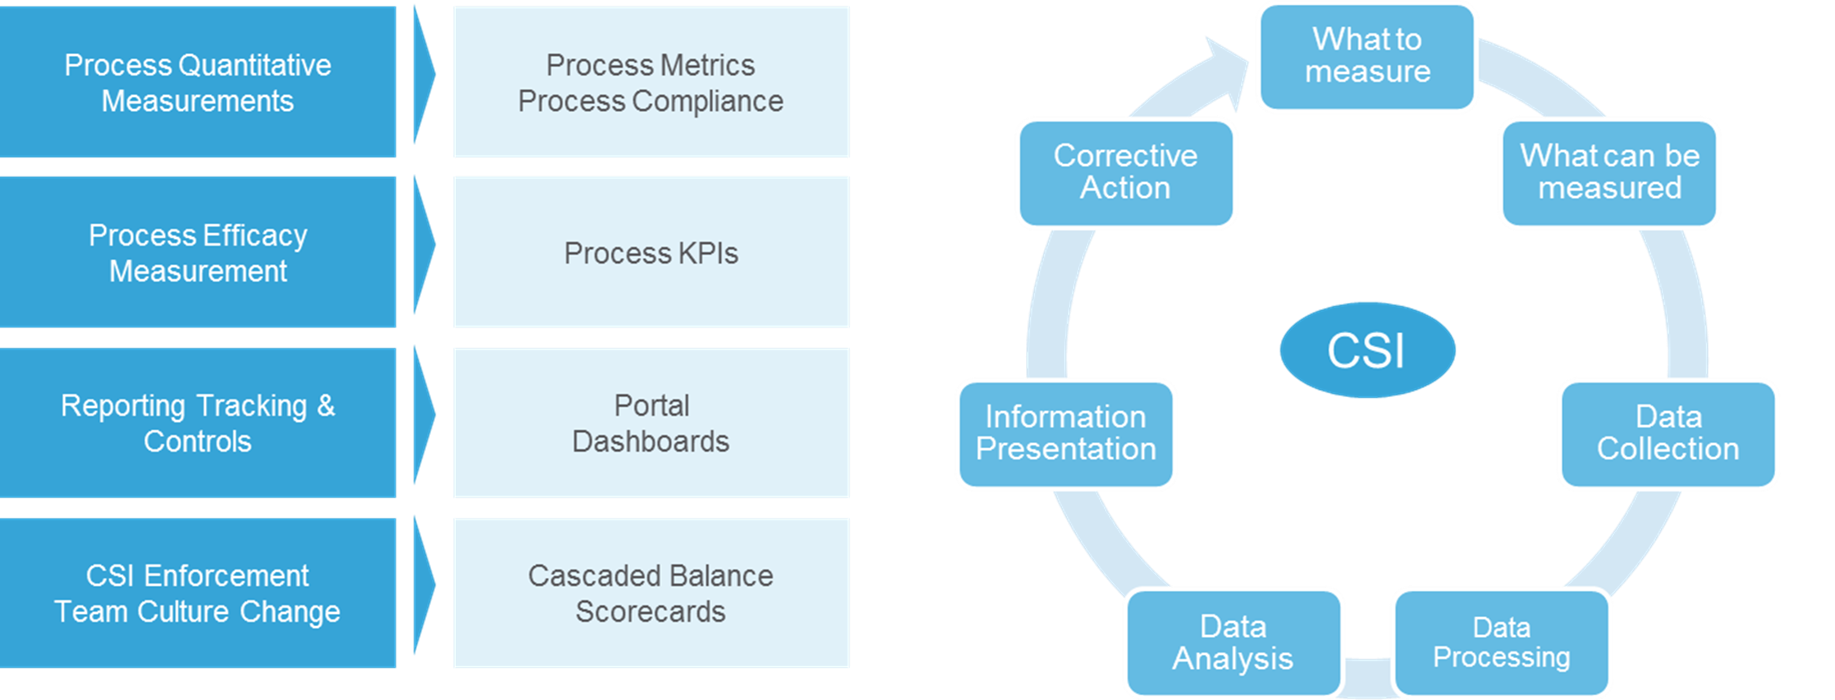 Process Quantitative
Measurements
Process Metrics
Process Compliance
Process Efficacy
Measurement
Process KPIs
Reporting Tracking &
Controls
Portal
Dashboards
CSI Enforcement
Team Culture Change
Cascaded Balance
Scorecards
What to
measure
What can be
measured
Data
Collection
Data
Processing
Data
Analysis
Information
Presentation
Corrective
Action
CSI